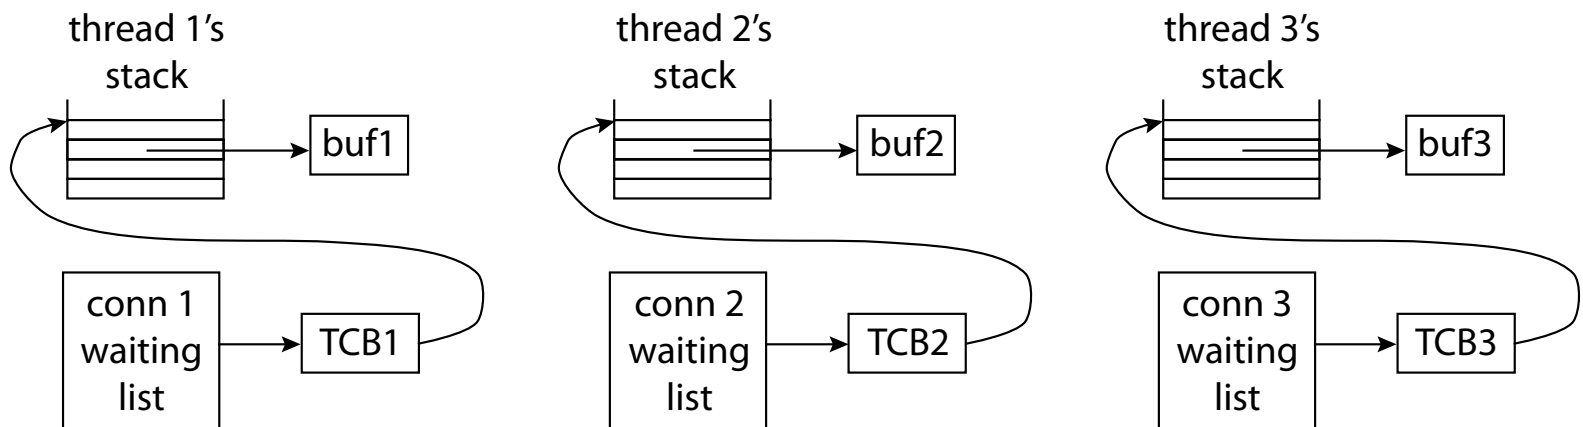 thread 1’s
stack
buf1
conn 1
waiting
list
TCB1
thread 2’s
stack
buf2
conn 2
waiting
list
TCB2
thread 3’s
stack
buf3
conn 3
waiting
list
TCB3